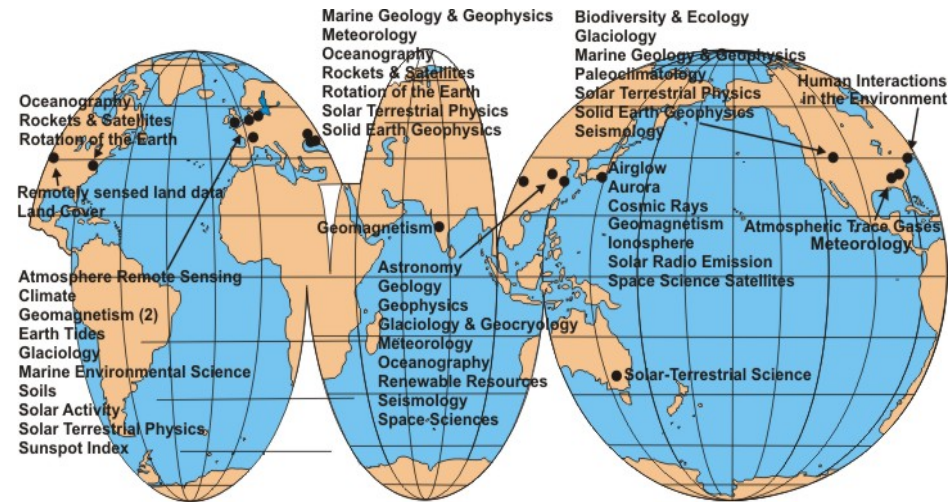 Marine Geology & Geophysics
Meteorology
Oceanography
Rockets & Satellites
Rotation of the Earth
Solar Terrestrial Physics
Solid Earth Geophysics
Biodiversity & Ecology
Glaciology
Marine Geology & Geophysics
Paleoclimatology
Solar Terrestrial Physics
Solid Earth Geophysics
Seismology
Human Interactions
in the Environment
Oceanography
Rockets & Satellites
Rotation of the Earth
Remotely sensed land data
Land Cover
Geomagnetism
Airglow
Aurora
Cosmic Rays
Geomagnetism
Ionosphere
Solar Radio Emission
Space Science Satellites
Atmospheric Trace Gases
Meteorology
Atmosphere Remote Sensing
Climate
Geomagnetism (2)
Earth Tides
Glaciology
Marine Environmental Science
Soils
Solar Activity
Solar Terrestrial Physics
Sunspot Index
Astronomy
Geology
Geophysics
Glaciology & Geocryology
Meteorology
Oceanography
Renewable Resources
Seismology
Space-Sciences
Solar-Terrestrial Science